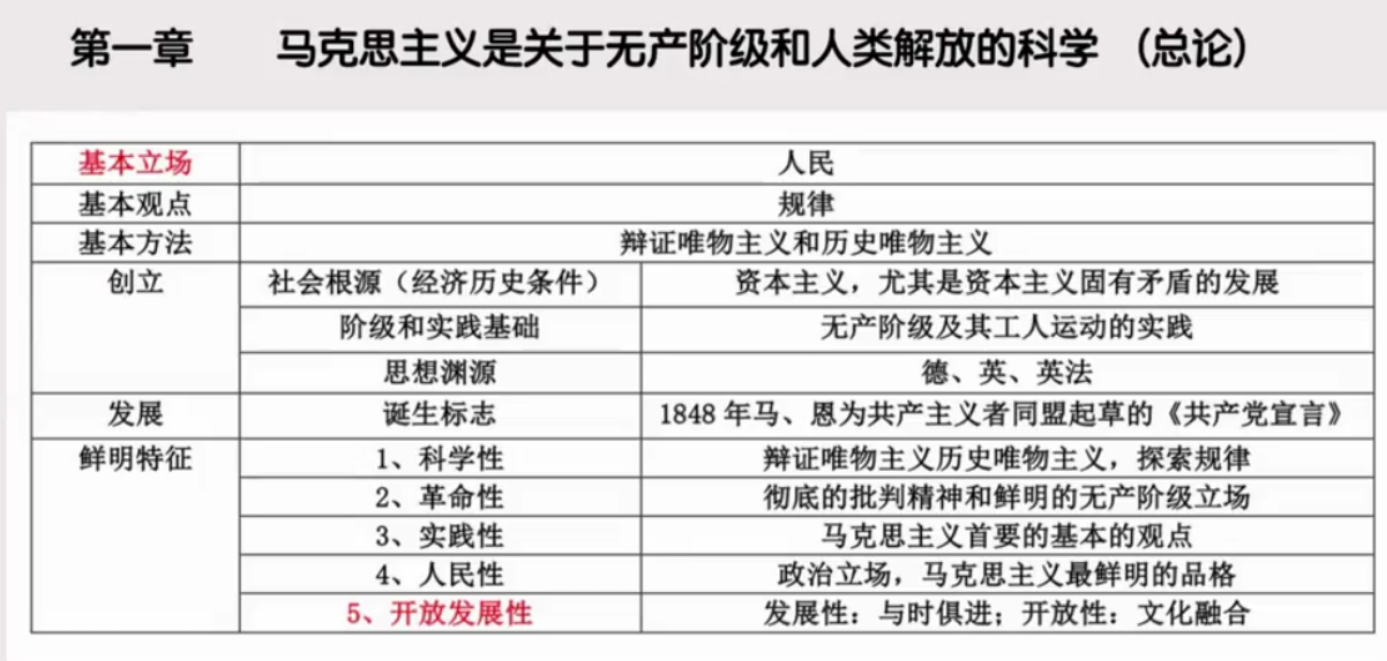 第一章 马克思主义是关于无产阶级和人类解放的科学 （总论）
基本立场 人民
基本观点 规律
基本方法 辩证唯物主义和历史唯物主义
创立 社会根源（经济历史条件） 资本主义，尤其是资本主义固有矛盾的发展
阶级和实践基础 无产阶级及其工人运动的实践
思想渊源 德、英、英法
发展 诞生标志 1848 年马、恩为共产主义者同盟起草的《共产党宣言》
鲜明特征 1、科学性 辩证唯物主义历史唯物主义，探索规律
2、革命性 彻底的批判精神和鲜明的无产阶级立场
3、实践性 马克思主义首要的基本的观点
4、人民性 政治立场，马克思主义最鲜明的品格
5、开放发展性 发展性：与时俱进；开放性：文化融合